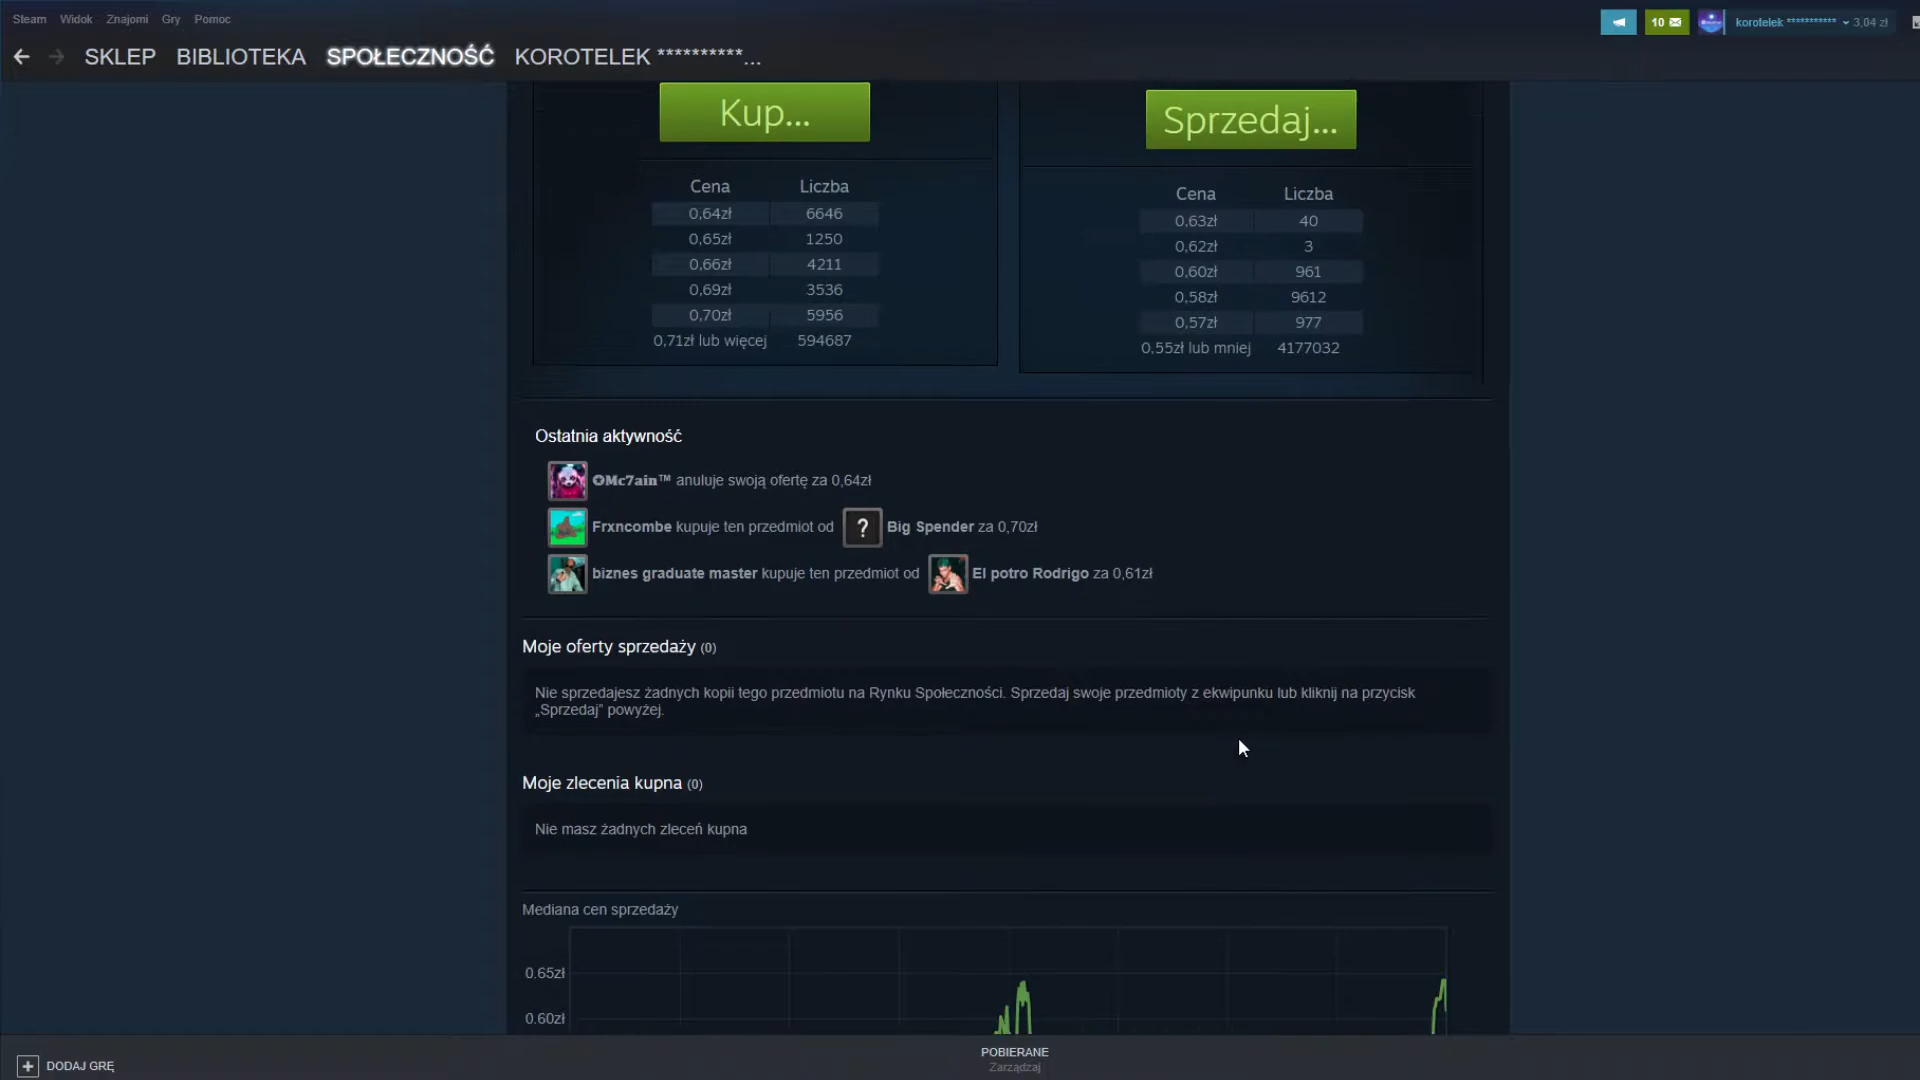 Steam Widok Znajomi Gry Pomoc
10 korotelek *********** 3,04 zł
SKLEP BIBLIOTEKA SPOŁECZNOŚĆ KOROTELEK **********...
Kup...
Cena Liczba
0,64zł 6646
0,65zł 1250
0,66zł 4211
0,69zł 3536
0,70zł 5956
0,71zł lub więcej 594687
Sprzedaj...
Cena Liczba
0,63zł 40
0,62zł 3
0,60zł 961
0,58zł 9612
0,57zł 977
0,55zł lub mniej 4177032
Ostatnia aktywność
✪Mc7ain™ anuluje swoją ofertę za 0,64zł
Frxncombe kupuje ten przedmiot od ? Big Spender za 0,70zł
biznes graduate master kupuje ten przedmiot od El potro Rodrigo za 0,61zł
Moje oferty sprzedaży (0)
Nie sprzedajesz żadnych kopii tego przedmiotu na Rynku Społeczności. Sprzedaj swoje przedmioty z ekwipunku lub kliknij na przycisk
„Sprzedaj” powyżej.
Moje zlecenia kupna (0)
Nie masz żadnych zleceń kupna
Mediana cen sprzedaży
0.65zł
0.60zł
DODAJ GRĘ
POBIERANE
Zarządzaj